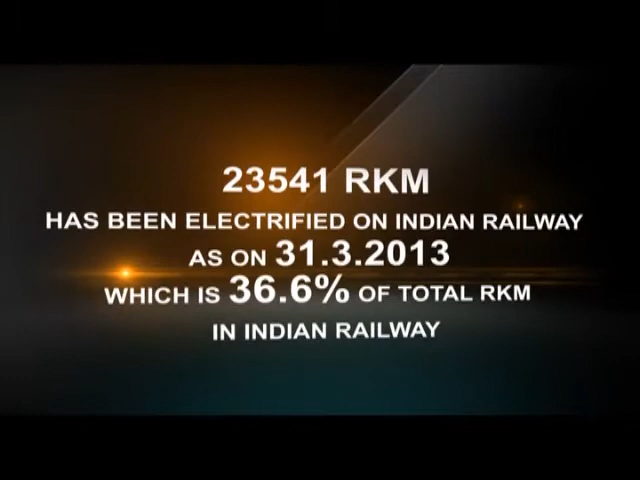 23541 RKM
HAS BEEN ELECTRIFIED ON INDIAN RAILWAY
AS ON 31.3.2013
WHICH IS 36.6% OF TOTAL RKM
IN INDIAN RAILWAY